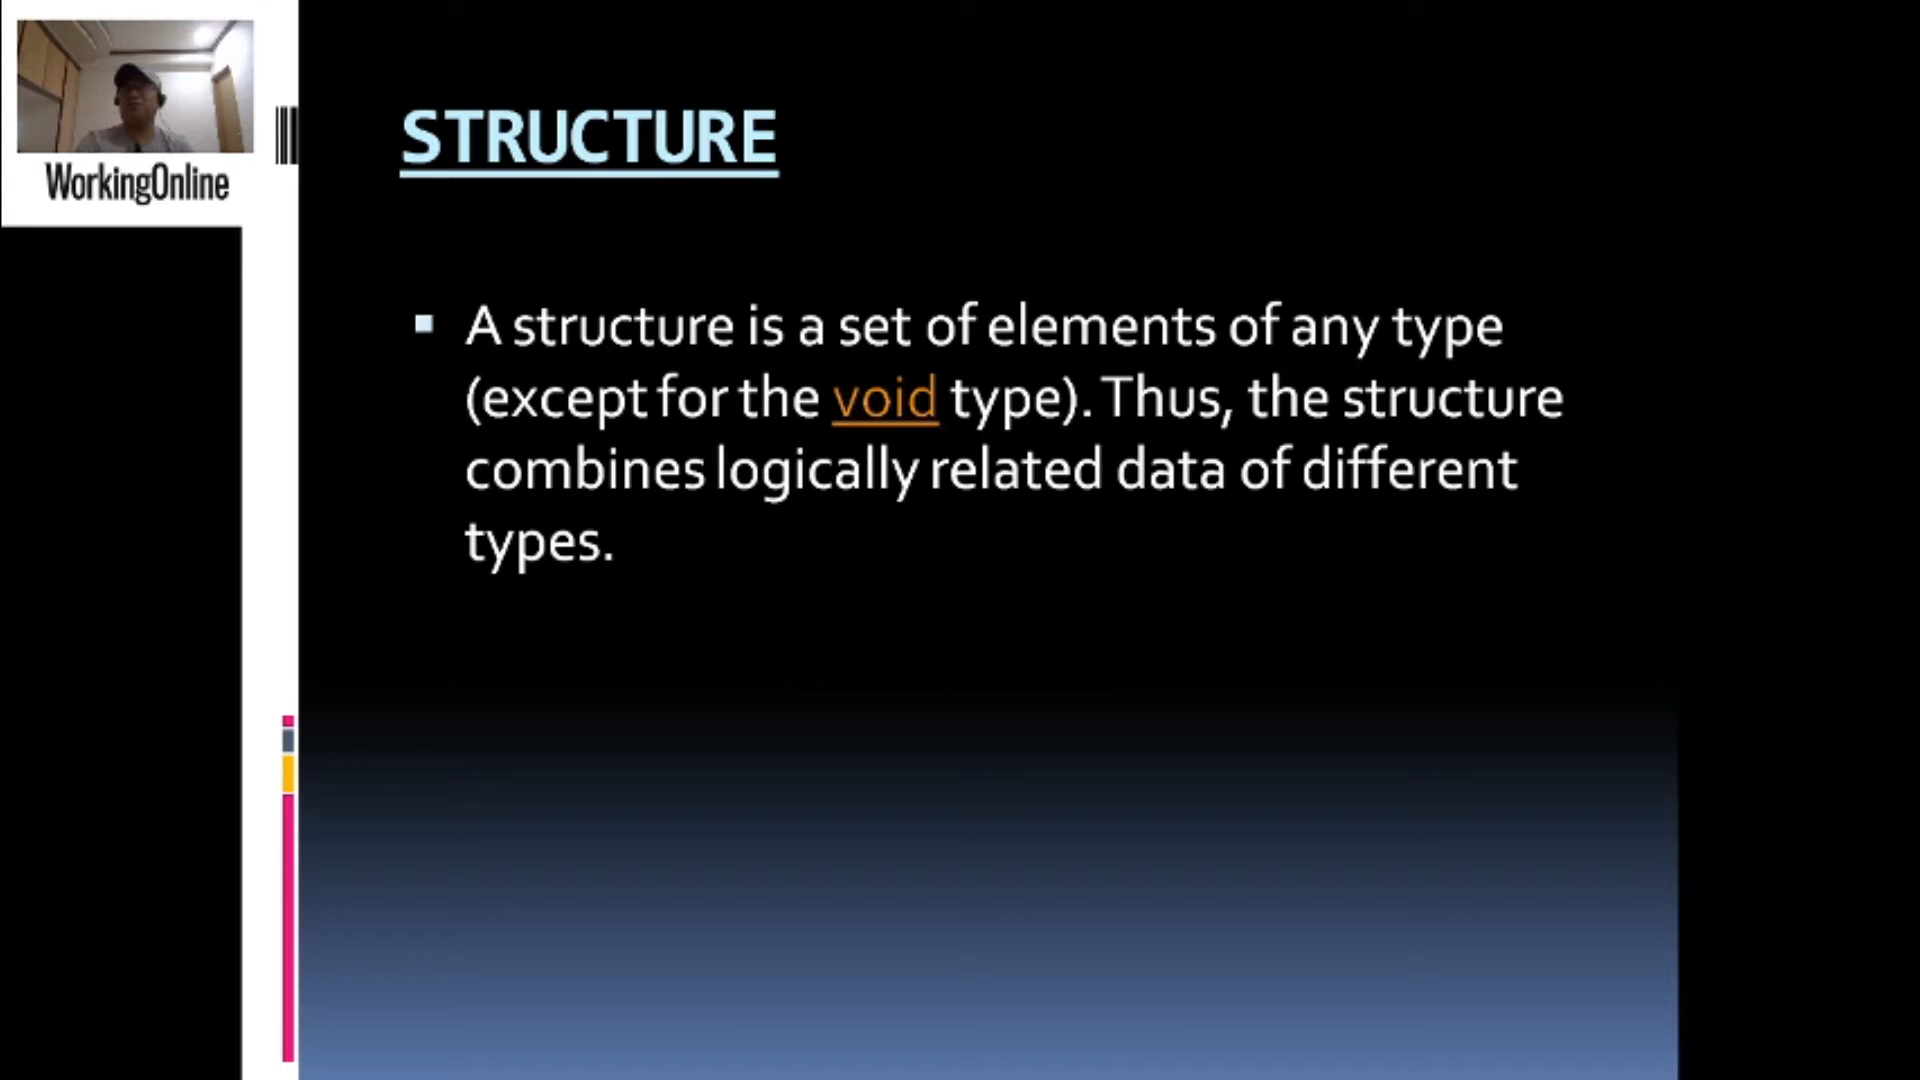 WorkingOnline
STRUCTURE
A structure is a set of elements of any type
(except for the void type). Thus, the structure
combines logically related data of different
types.